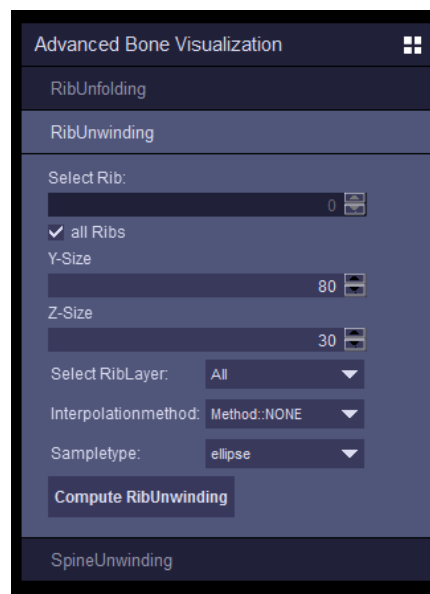 Advanced Bone Visualization
RibUnfolding
RibUnwinding
Select Rib:
0
all Ribs
Y-Size
80
Z-Size
30
Select RibLayer: All
Interpolationmethod: Method::NONE
Sampletype: ellipse
Compute RibUnwinding
SpineUnwinding